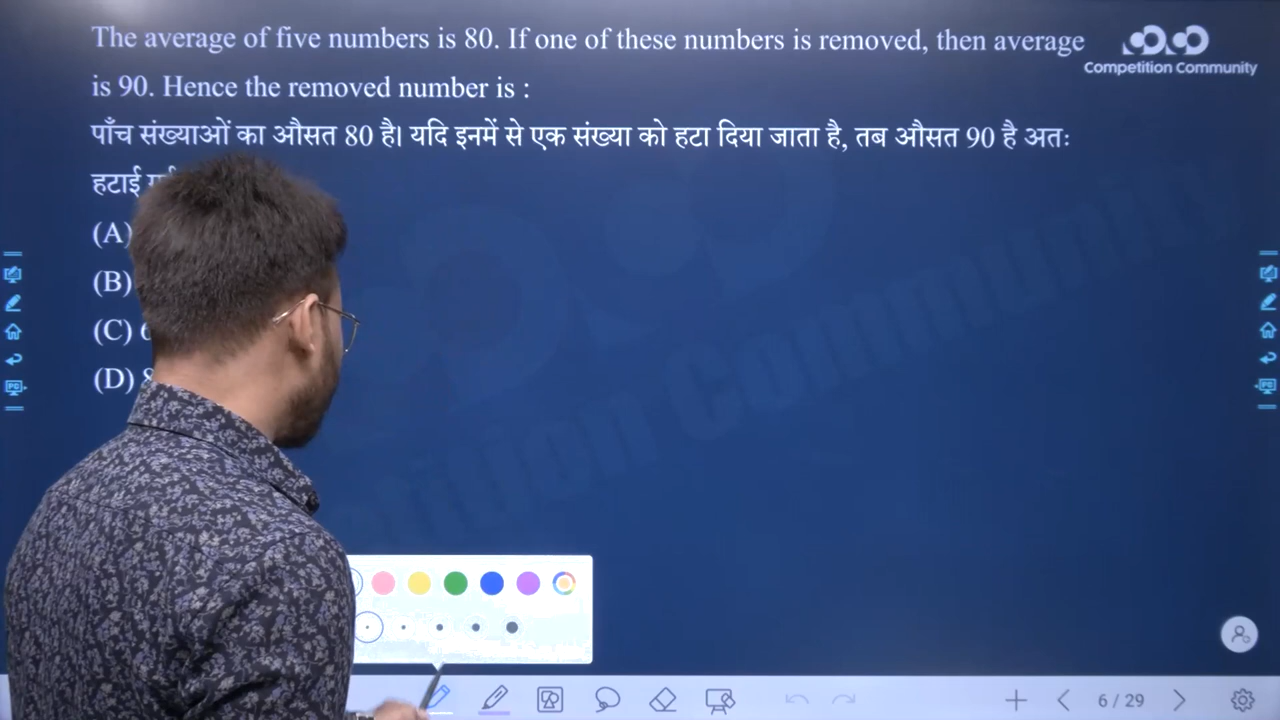 The average of five numbers is 80. If one of these numbers is removed, then average
is 90. Hence the removed number is :
पाँच संख्याओं का औसत 80 है। यदि इनमें से एक संख्या को हटा दिया जाता है, तब औसत 90 है अतः
हटाई
(A)
(B)
(C)
(D)
Competition Community
6 / 29